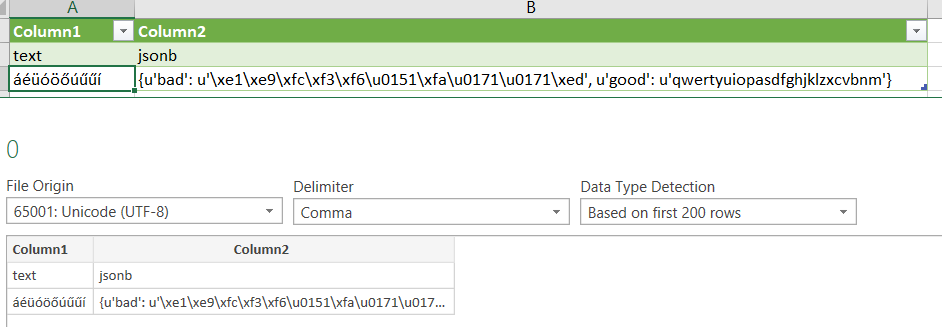 A B
Column1 Column2
text jsonb
áéüóöőúűűí {u'bad': u'\xe1\xe9\xfc\xf3\xf6\u0151\xfa\u0171\u0171\xed', u'good': u'qwertyuiopasdfghjklzxcvbnm'}
0
File Origin Delimiter Data Type Detection
65001: Unicode (UTF-8) Comma Based on first 200 rows
Column1 Column2
text jsonb
áéüóöőúűűí {u'bad': u'\xe1\xe9\xfc\xf3\xf6\u0151\xfa\u0171\u017...